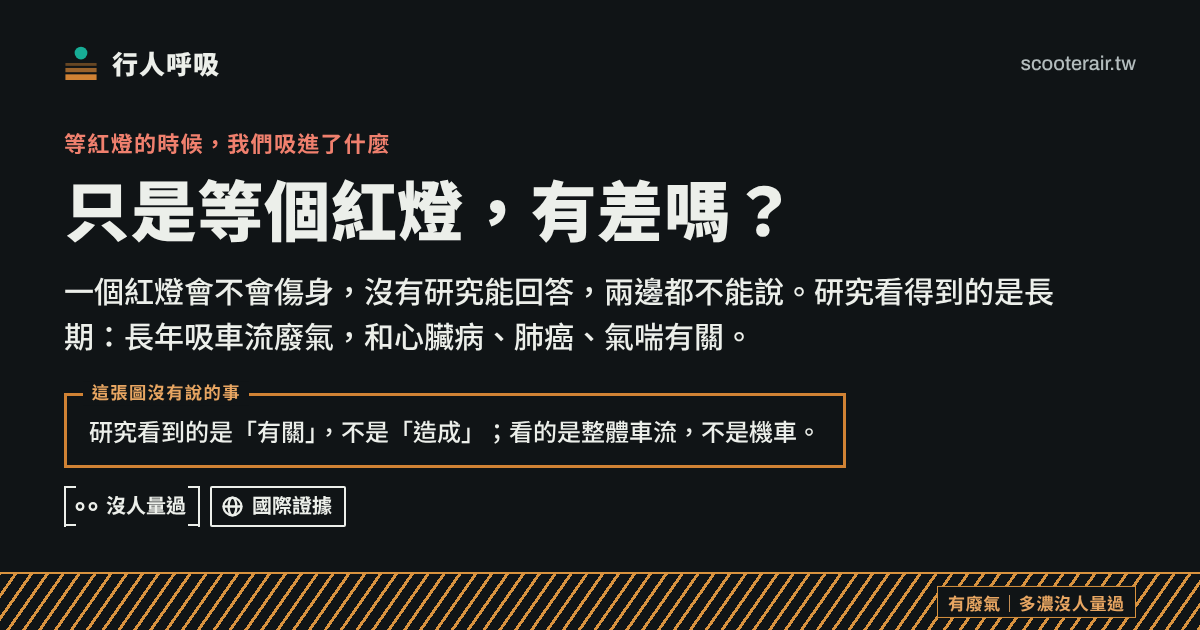 行人呼吸
scooterair.tw
等紅燈的時候，我們吸進了什麼
只是等個紅燈，有差嗎？
一個紅燈會不會傷身，沒有研究能回答，兩邊都不能說。研究看得到的是長
期：長年吸車流廢氣，和心臟病、肺癌、氣喘有關。
這張圖沒有說的事
研究看到的是「有關」，不是「造成」；看的是整體車流，不是機車。
沒人量過
國際證據
有廢氣｜多濃沒人量過